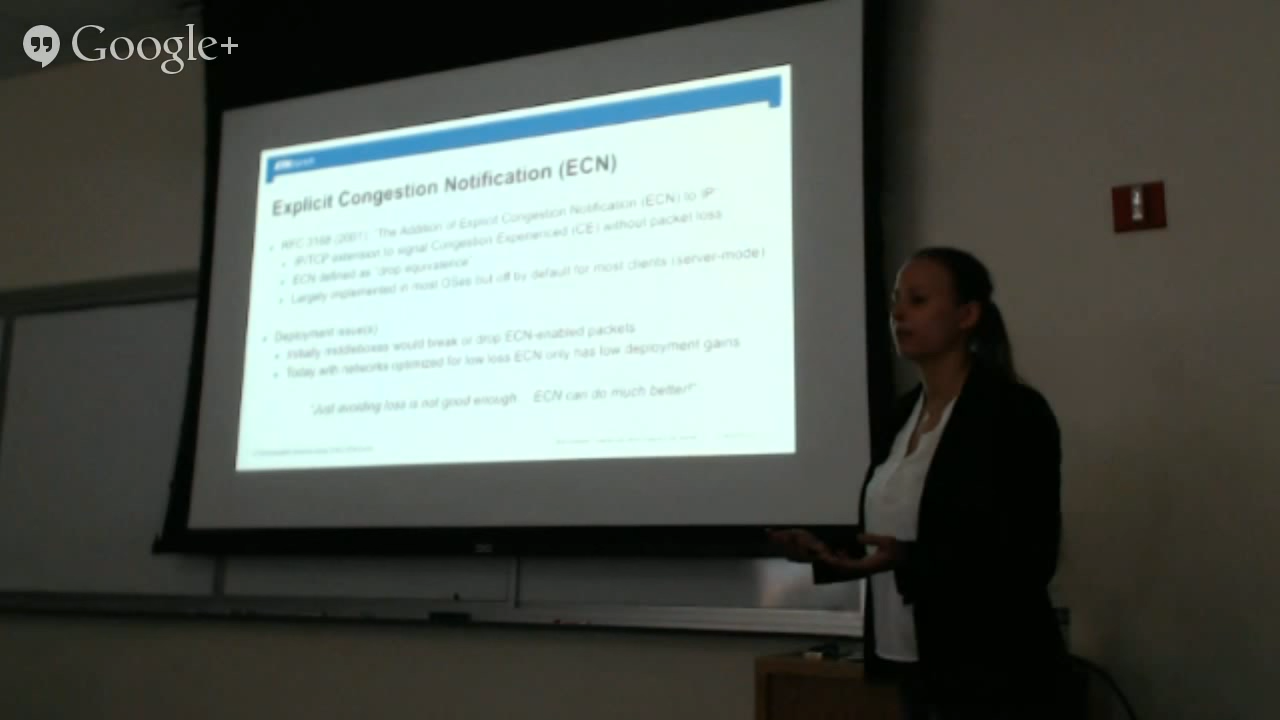 Google+
ETH zürich
Explicit Congestion Notification (ECN)
RFC 3168 (2001): "The Addition of Explicit Congestion Notification (ECN) to IP"
IP/TCP extension to signal Congestion Experienced (CE) without packet loss
ECN defined as "drop equivalence"
Largely implemented in most OSes but off by default for most clients (server-mode)
Deployment issue(s)
Initially middleboxes would break or drop ECN-enabled packets
Today with networks optimized for low loss ECN only has low deployment gains
"Just avoiding loss is not good enough... ECN can do much better!"